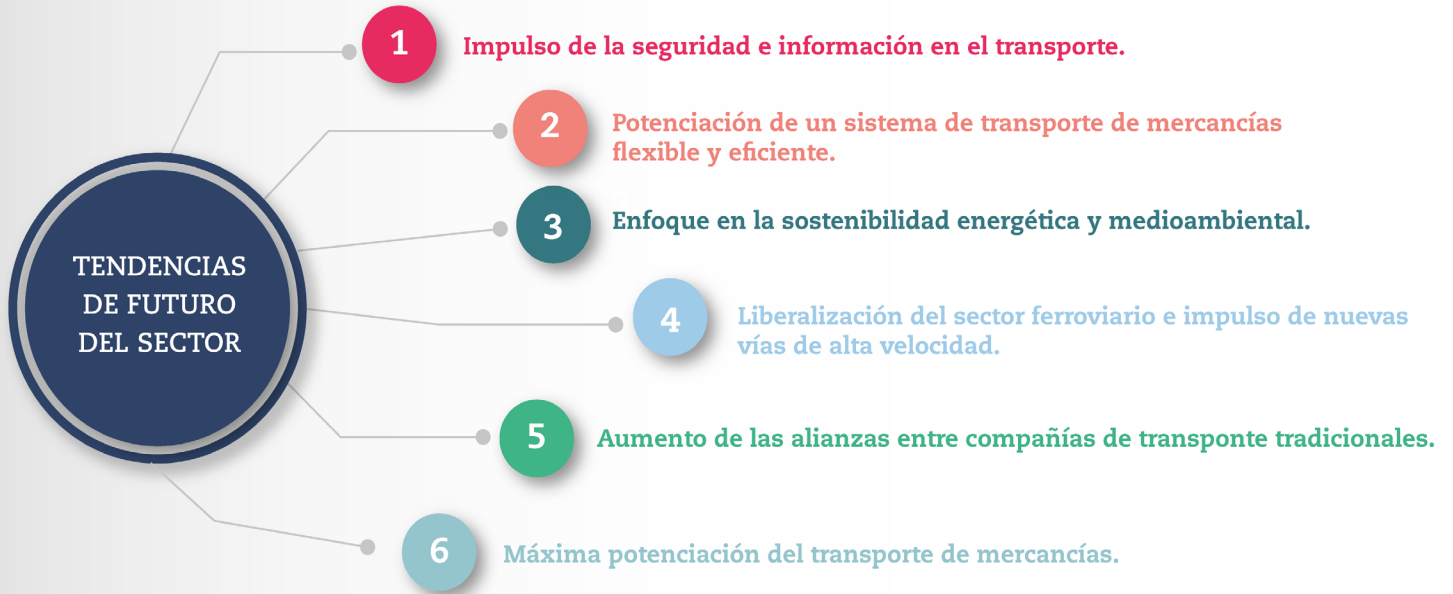 TENDENCIAS
DE FUTURO
DEL SECTOR
1
Impulso de la seguridad e información en el transporte.
2
Potenciación de un sistema de transporte de mercancías
flexible y eficiente.
3
Enfoque en la sostenibilidad energética y medioambiental.
4
Liberalización del sector ferroviario e impulso de nuevas
vías de alta velocidad.
5
Aumento de las alianzas entre compañías de transponte tradicionales.
6
Máxima potenciación del transporte de mercancías.